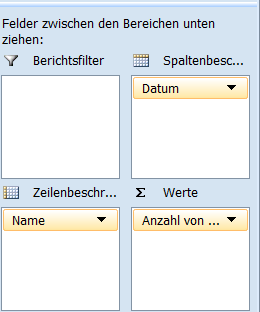 Felder zwischen den Bereichen unten
ziehen:
Berichtsfilter
Spaltenbesc...
Datum
Zeilenbeschr...
Σ Werte
Name
Anzahl von ...